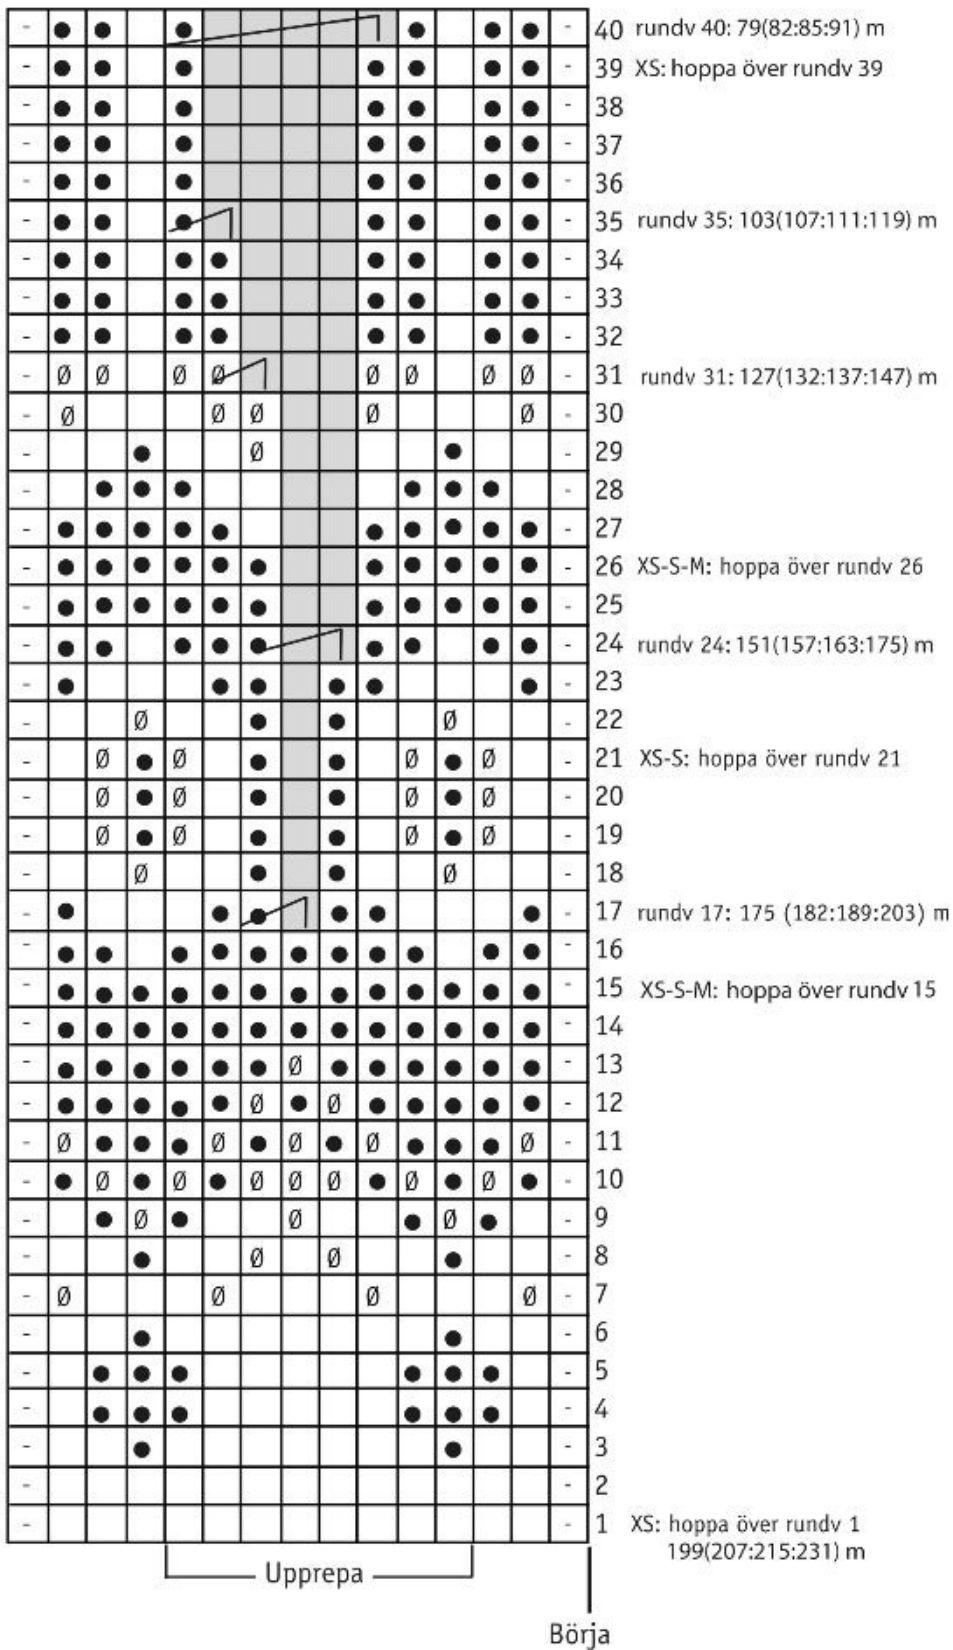 40 rundv 40: 79(82:85:91) m
39 XS: hoppa över rundv 39
38
37
36
35 rundv 35: 103(107:111:119) m
34
33
32
31 rundv 31: 127(132:137:147) m
30
29
28
27
26 XS-S-M: hoppa över rundv 26
25
24 rundv 24: 151(157:163:175) m
23
22
21 XS-S: hoppa över rundv 21
20
19
18
17 rundv 17: 175 (182:189:203) m
16
15 XS-S-M: hoppa över rundv 15
14
13
12
11
10
9
8
7
6
5
4
3
2
1 XS: hoppa över rundv 1
199(207:215:231) m
Upprepa
Börja